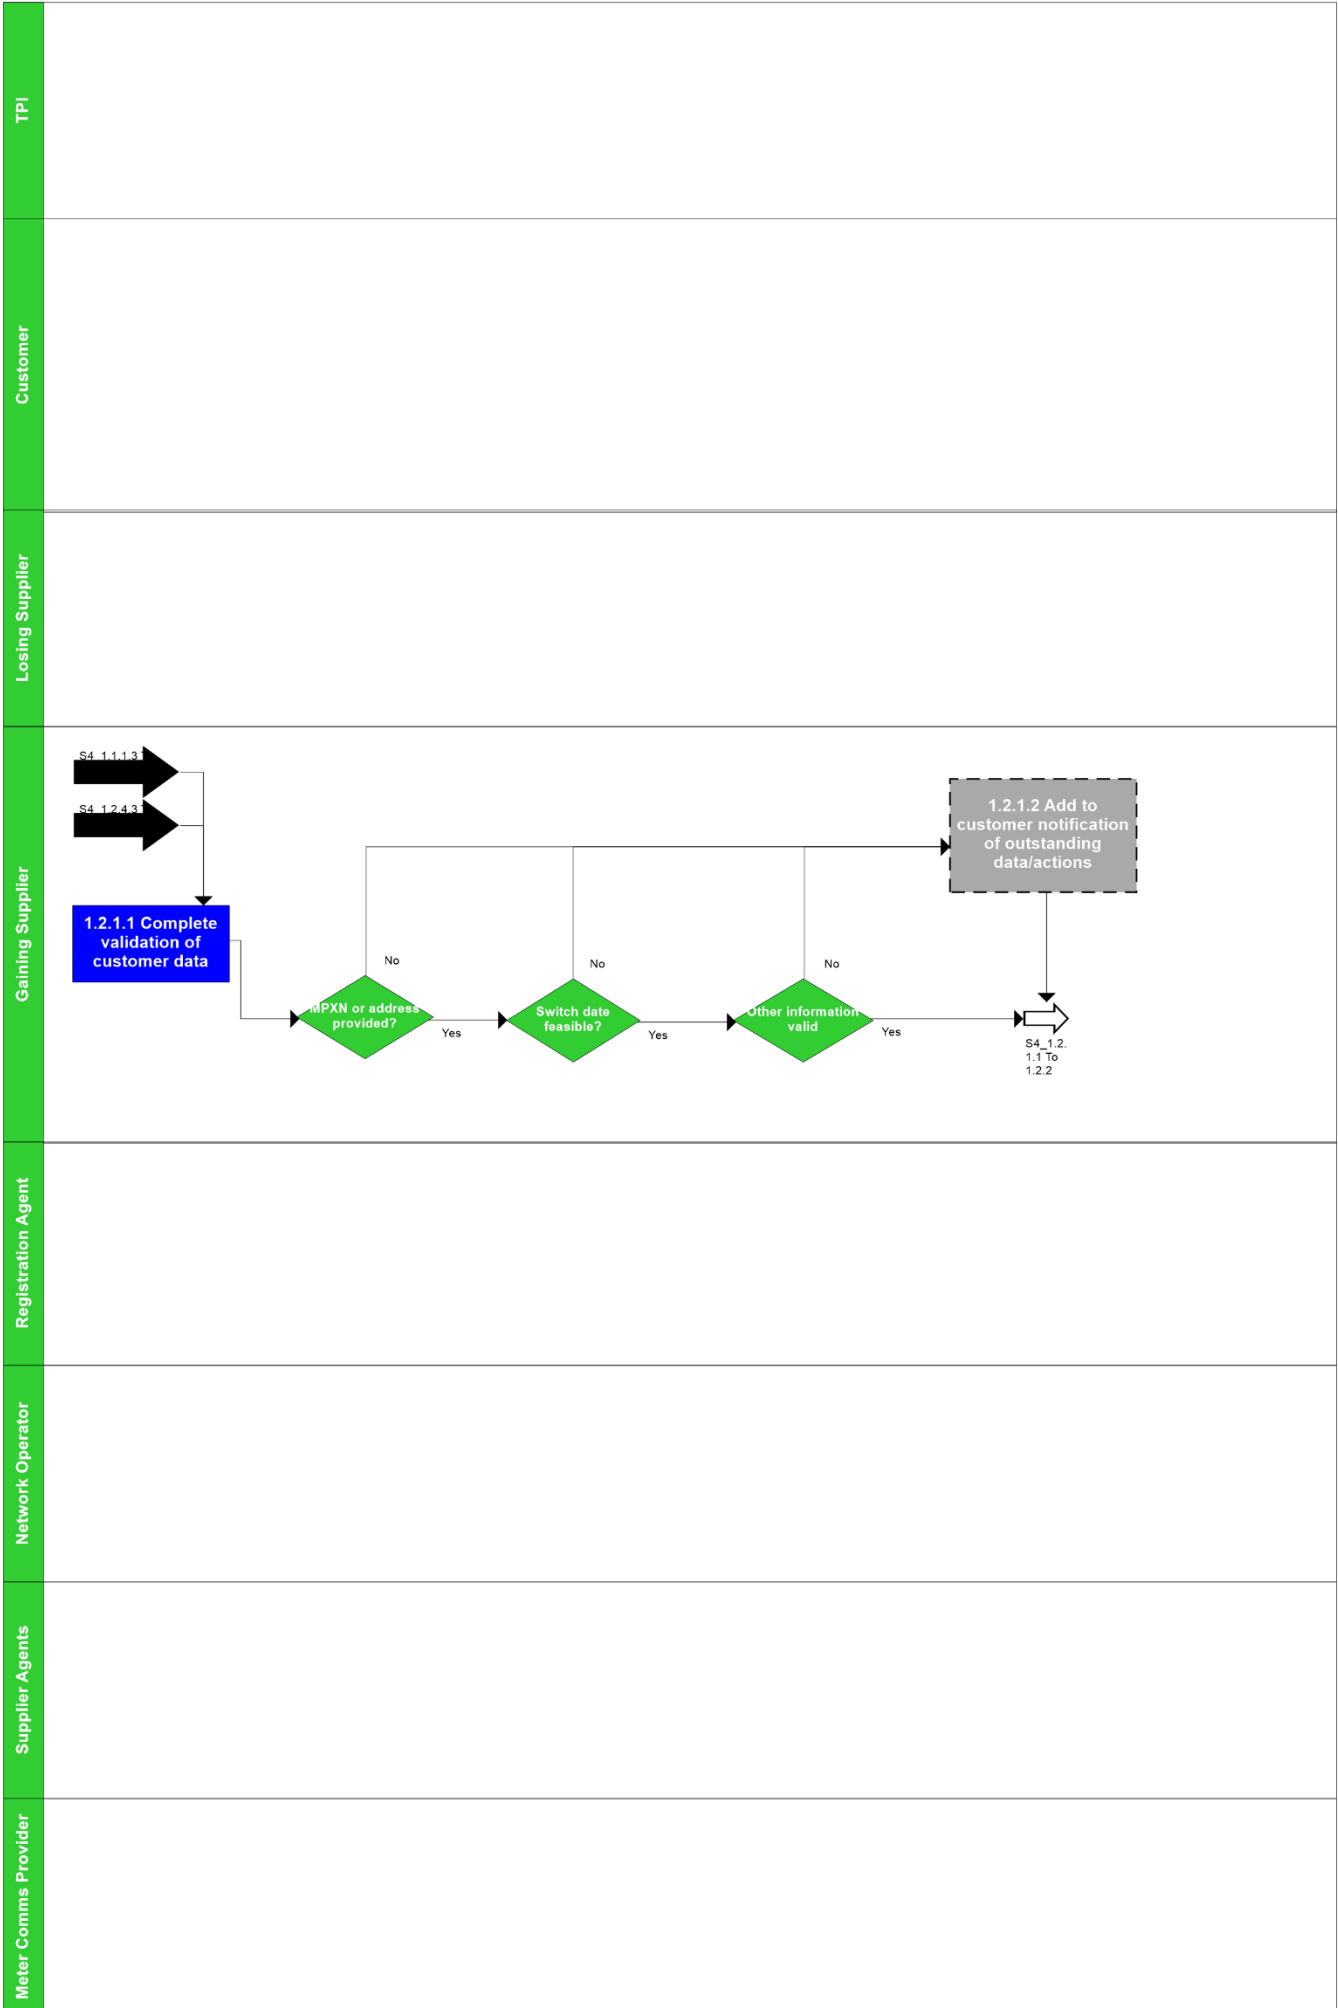 TPI
Customer
Losing Supplier
Gaining Supplier
S4_1.1.1.3
S4_1.2.4.3
1.2.1.1 Complete
validation of
customer data
MPXN or address
provided?
No
Yes
Switch date
feasible?
No
Yes
Other information
valid
No
Yes
1.2.1.2 Add to
customer notification
of outstanding
data/actions
S4_1.2.
1.1 To
1.2.2
Registration Agent
Network Operator
Supplier Agents
Meter Comms Provider